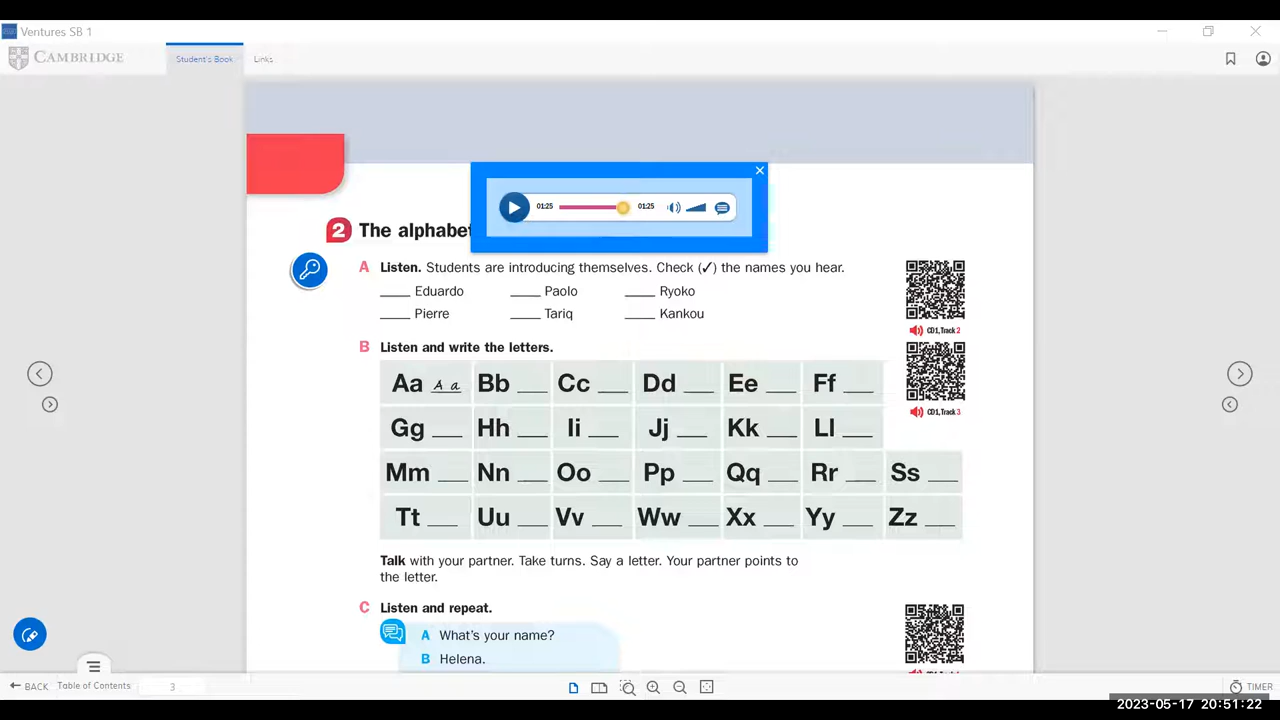 Ventures SB 1
CAMBRIDGE
Student's Book
Links
01:25 01:25
2 The alphabet
A Listen. Students are introducing themselves. Check (✓) the names you hear.
____ Eduardo ____ Paolo ____ Ryoko
____ Pierre ____ Tariq ____ Kankou
CD1, Track 2
B Listen and write the letters.
Aa A a Bb ___ Cc ___ Dd ___ Ee ___ Ff ___
CD1, Track 3
Gg ___ Hh ___ Ii ___ Jj ___ Kk ___ Ll ___
Mm ___ Nn ___ Oo ___ Pp ___ Qq ___ Rr ___ Ss ___
Tt ___ Uu ___ Vv ___ Ww ___ Xx ___ Yy ___ Zz ___
Talk with your partner. Take turns. Say a letter. Your partner points to
the letter.
C Listen and repeat.
A What's your name?
B Helena.
BACK Table of Contents 3 TIMER
2023-05-17 20:51:22